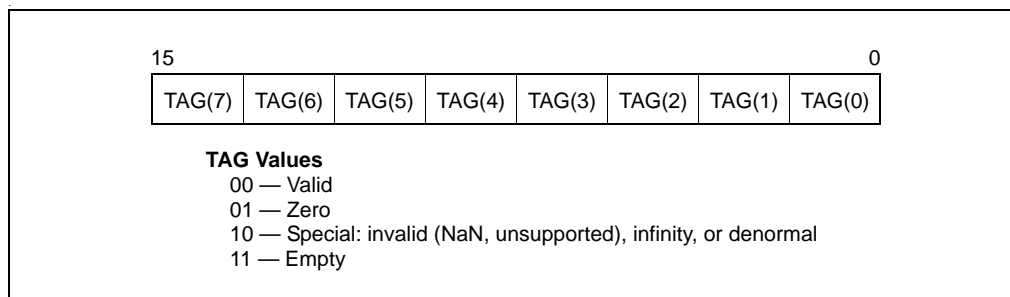 15 0
TAG(7) TAG(6) TAG(5) TAG(4) TAG(3) TAG(2) TAG(1) TAG(0)
TAG Values
00 — Valid
01 — Zero
10 — Special: invalid (NaN, unsupported), infinity, or denormal
11 — Empty